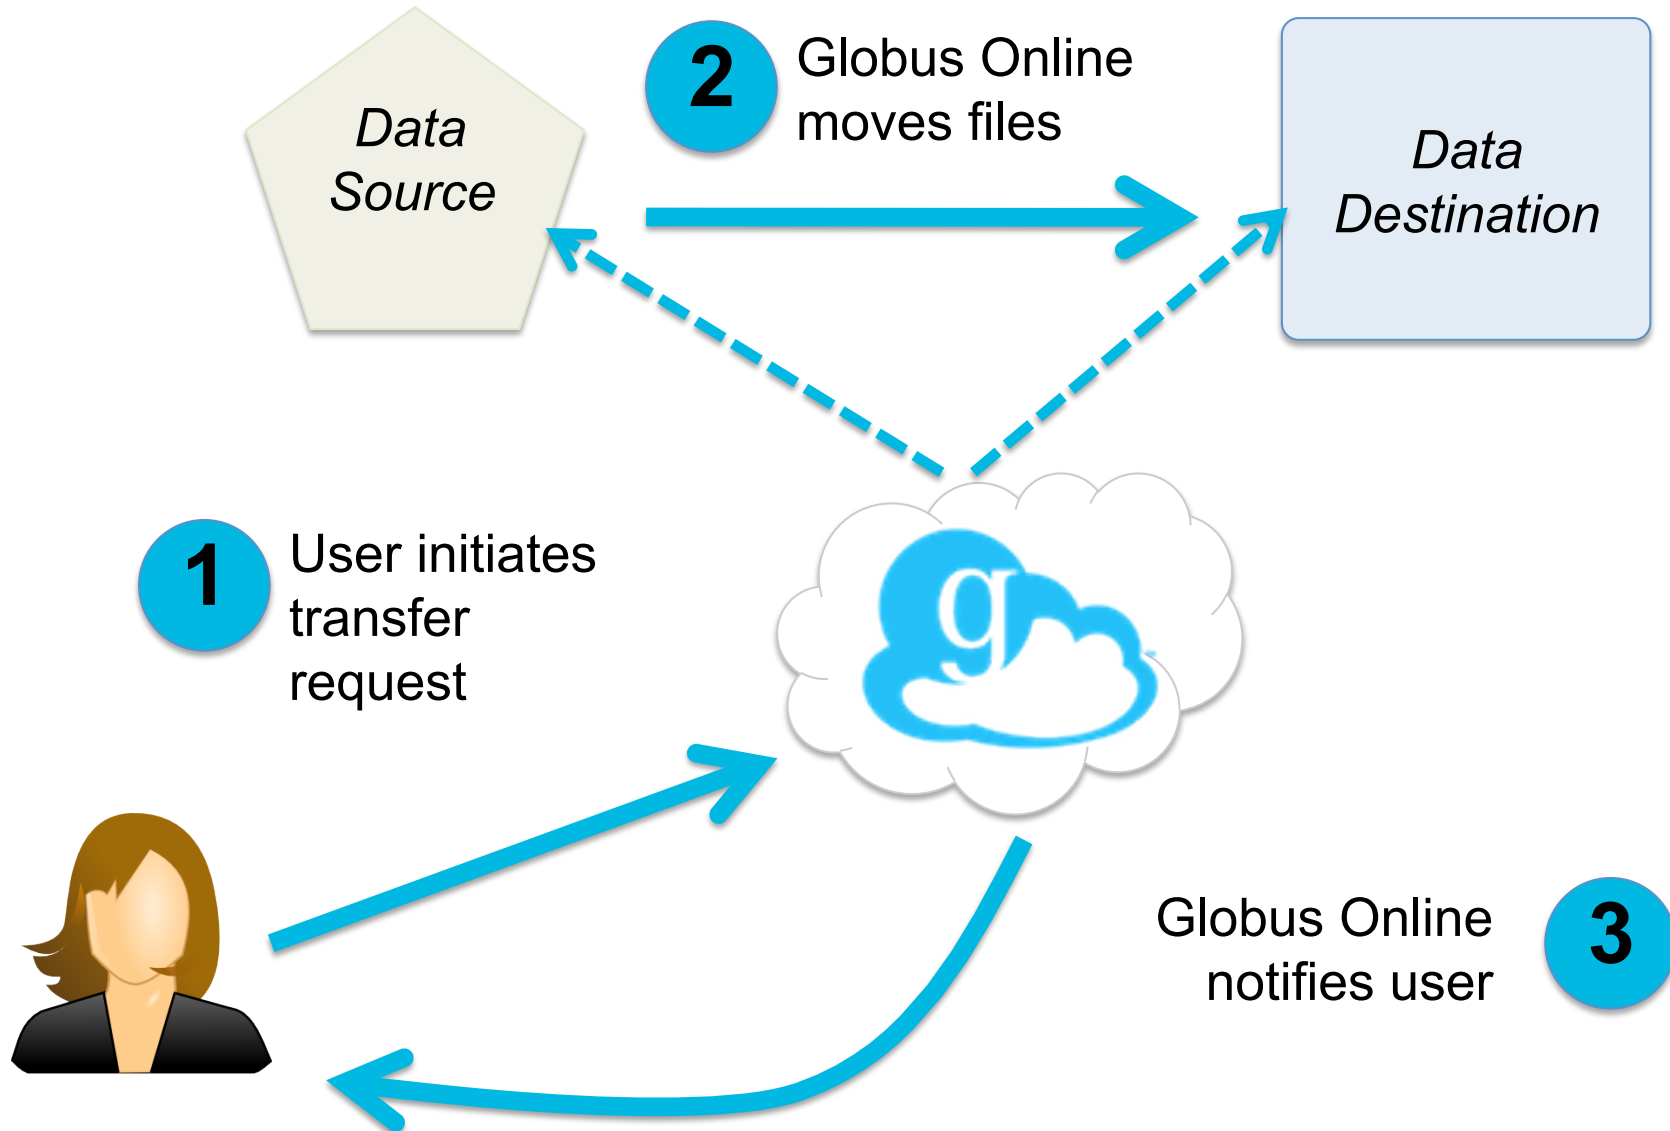 Data
Source
2
Globus Online
moves files
Data
Destination
1
User initiates
transfer
request
g
Globus Online
notifies user
3